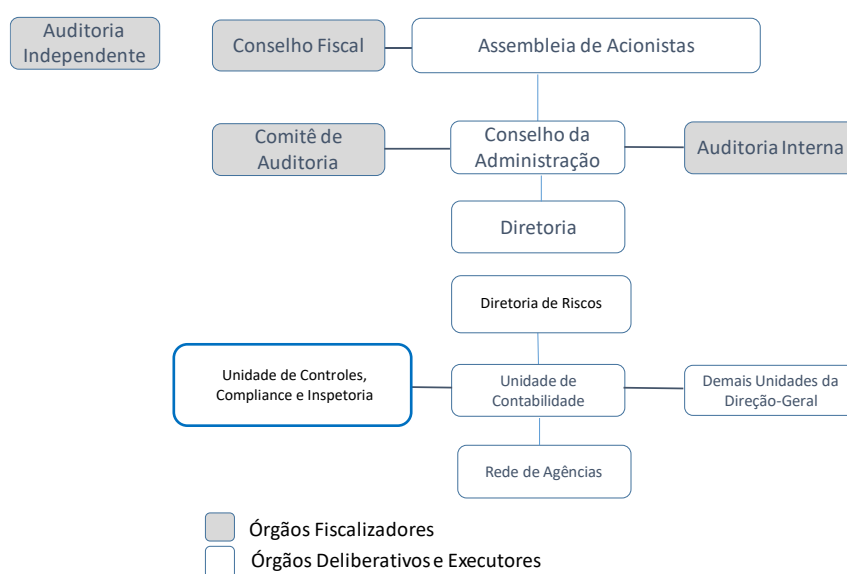 Auditoria
Independente
Conselho Fiscal
Assembleia de Acionistas
Comitê de
Auditoria
Conselho da
Administração
Auditoria Interna
Diretoria
Diretoria de Riscos
Unidade de Controles,
Compliance e Inspetoria
Unidade de
Contabilidade
Demais Unidades da
Direção-Geral
Rede de Agências
Órgãos Fiscalizadores
Órgãos Deliberativos e Executores